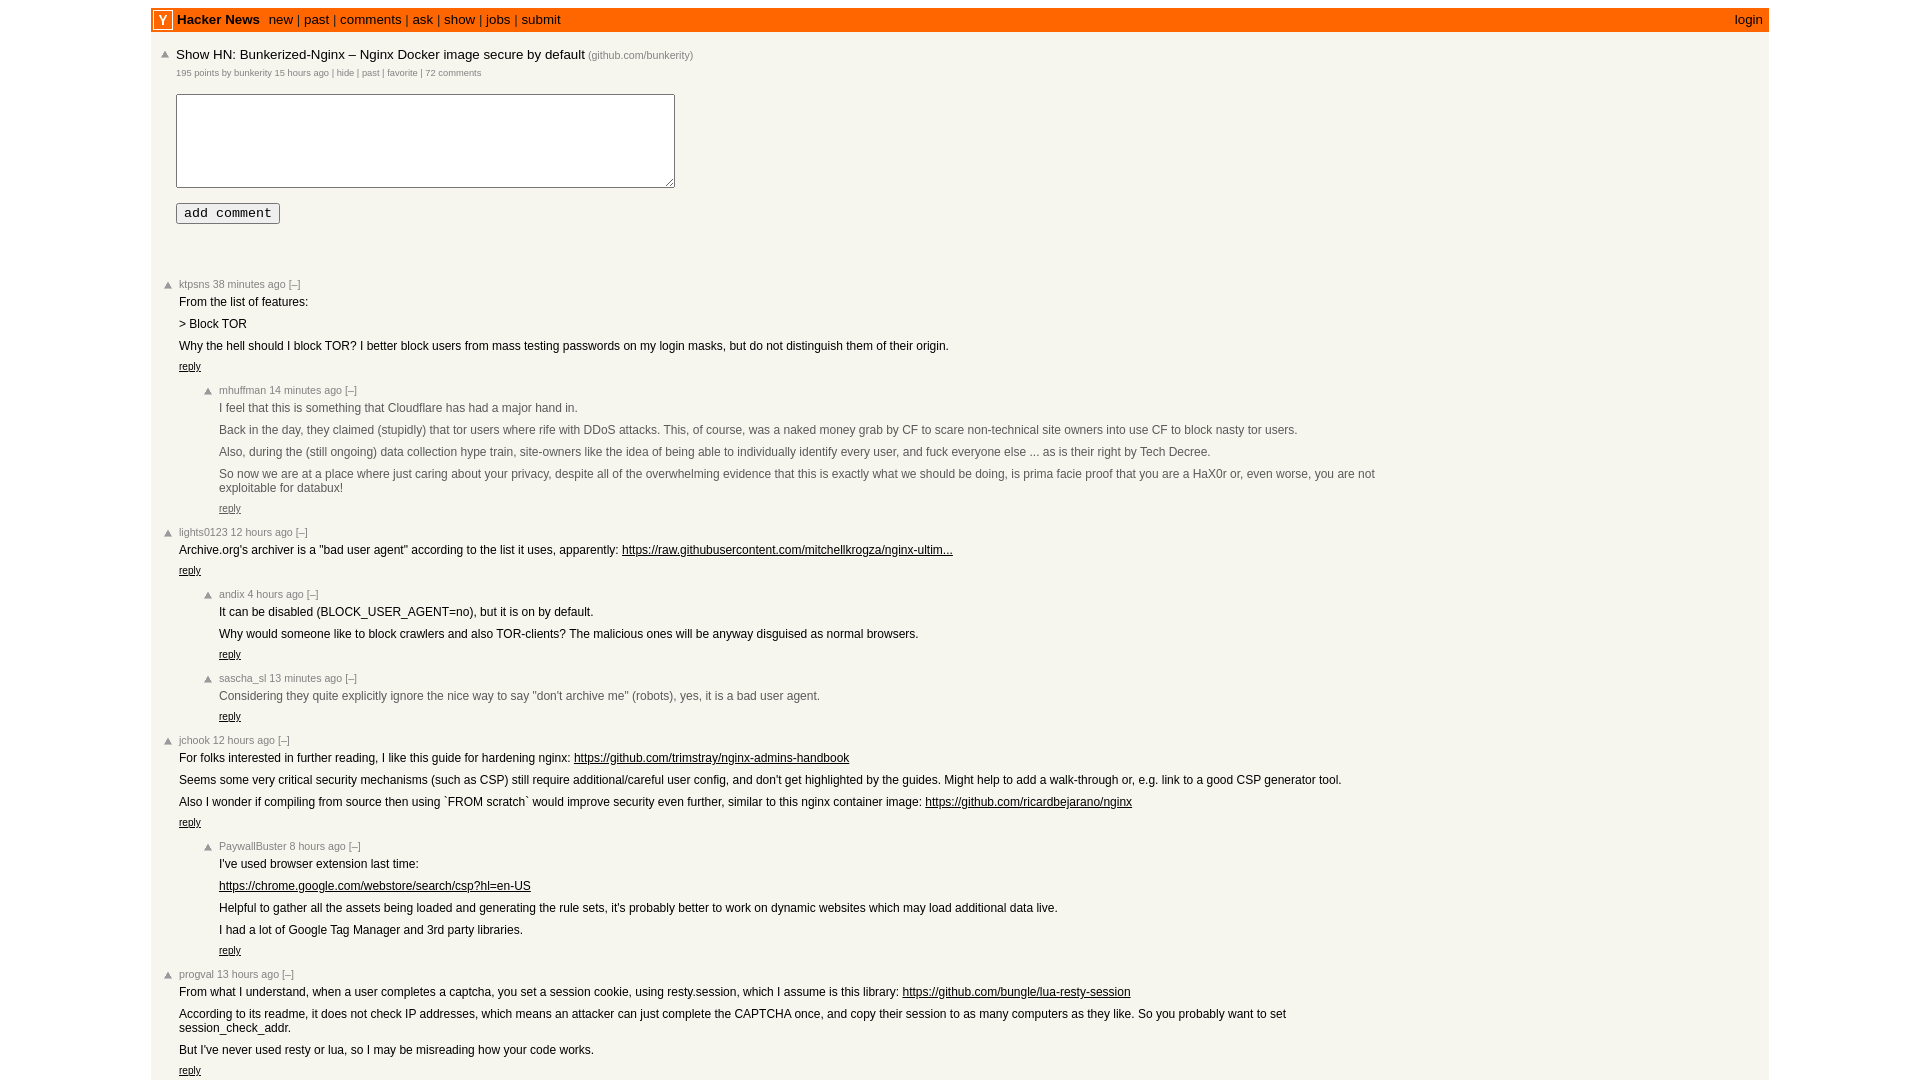 Y Hacker News new | past | comments | ask | show | jobs | submit login
Show HN: Bunkerized-Nginx – Nginx Docker image secure by default (github.com/bunkerity)
195 points by bunkerity 15 hours ago | hide | past | favorite | 72 comments
add comment
ktpsns 38 minutes ago [–]
From the list of features:
> Block TOR
Why the hell should I block TOR? I better block users from mass testing passwords on my login masks, but do not distinguish them of their origin.
reply
mhuffman 14 minutes ago [–]
I feel that this is something that Cloudflare has had a major hand in.
Back in the day, they claimed (stupidly) that tor users where rife with DDoS attacks. This, of course, was a naked money grab by CF to scare non-technical site owners into use CF to block nasty tor users.
Also, during the (still ongoing) data collection hype train, site-owners like the idea of being able to individually identify every user, and fuck everyone else ... as is their right by Tech Decree.
So now we are at a place where just caring about your privacy, despite all of the overwhelming evidence that this is exactly what we should be doing, is prima facie proof that you are a HaX0r or, even worse, you are not
exploitable for databux!
reply
lights0123 12 hours ago [–]
Archive.org's archiver is a "bad user agent" according to the list it uses, apparently: https://raw.githubusercontent.com/mitchellkrogza/nginx-ultim...
reply
andix 4 hours ago [–]
It can be disabled (BLOCK_USER_AGENT=no), but it is on by default.
Why would someone like to block crawlers and also TOR-clients? The malicious ones will be anyway disguised as normal browsers.
reply
sascha_sl 13 minutes ago [–]
Considering they quite explicitly ignore the nice way to say "don't archive me" (robots), yes, it is a bad user agent.
reply
jchook 12 hours ago [–]
For folks interested in further reading, I like this guide for hardening nginx: https://github.com/trimstray/nginx-admins-handbook
Seems some very critical security mechanisms (such as CSP) still require additional/careful user config, and don't get highlighted by the guides. Might help to add a walk-through or, e.g. link to a good CSP generator tool.
Also I wonder if compiling from source then using `FROM scratch` would improve security even further, similar to this nginx container image: https://github.com/ricardbejarano/nginx
reply
PaywallBuster 8 hours ago [–]
I've used browser extension last time:
https://chrome.google.com/webstore/search/csp?hl=en-US
Helpful to gather all the assets being loaded and generating the rule sets, it's probably better to work on dynamic websites which may load additional data live.
I had a lot of Google Tag Manager and 3rd party libraries.
reply
progval 13 hours ago [–]
From what I understand, when a user completes a captcha, you set a session cookie, using resty.session, which I assume is this library: https://github.com/bungle/lua-resty-session
According to its readme, it does not check IP addresses, which means an attacker can just complete the CAPTCHA once, and copy their session to as many computers as they like. So you probably want to set
session_check_addr.
But I've never used resty or lua, so I may be misreading how your code works.
reply